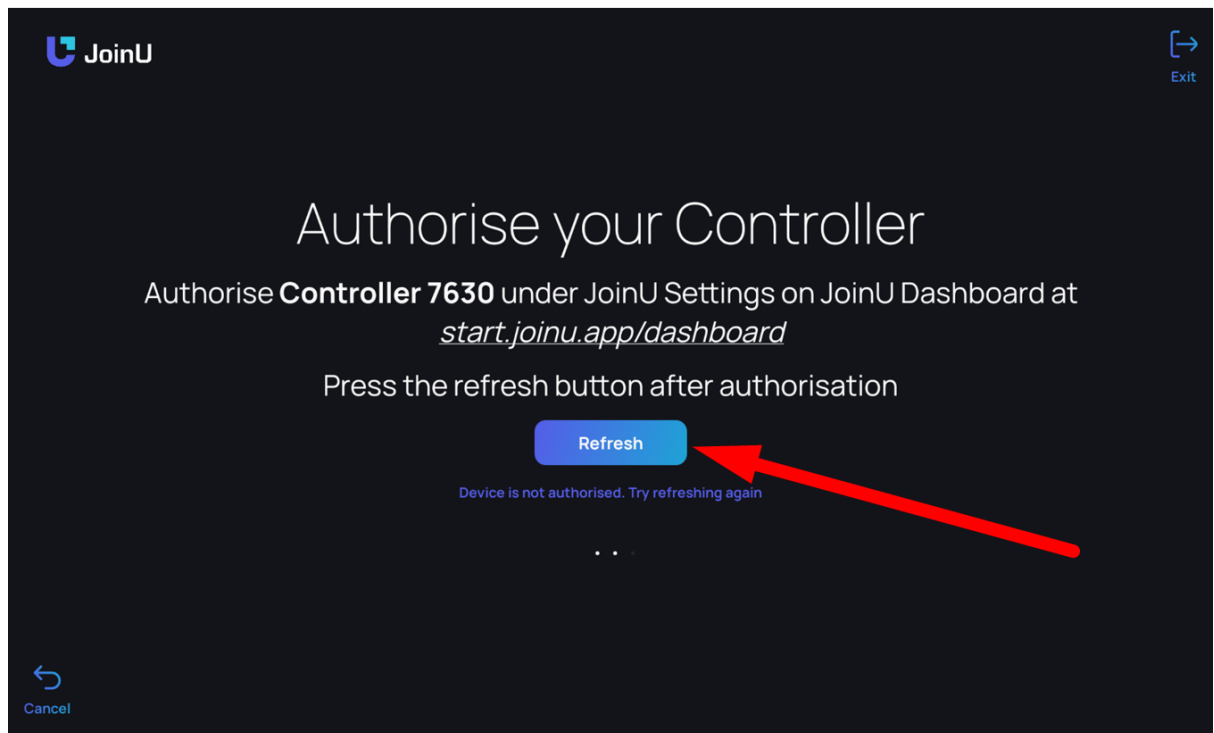 JoinU
Exit
Authorise your Controller
Authorise Controller 7630 under JoinU Settings on JoinU Dashboard at
start.joinu.app/dashboard
Press the refresh button after authorisation
Refresh
Device is not authorised. Try refreshing again
Cancel